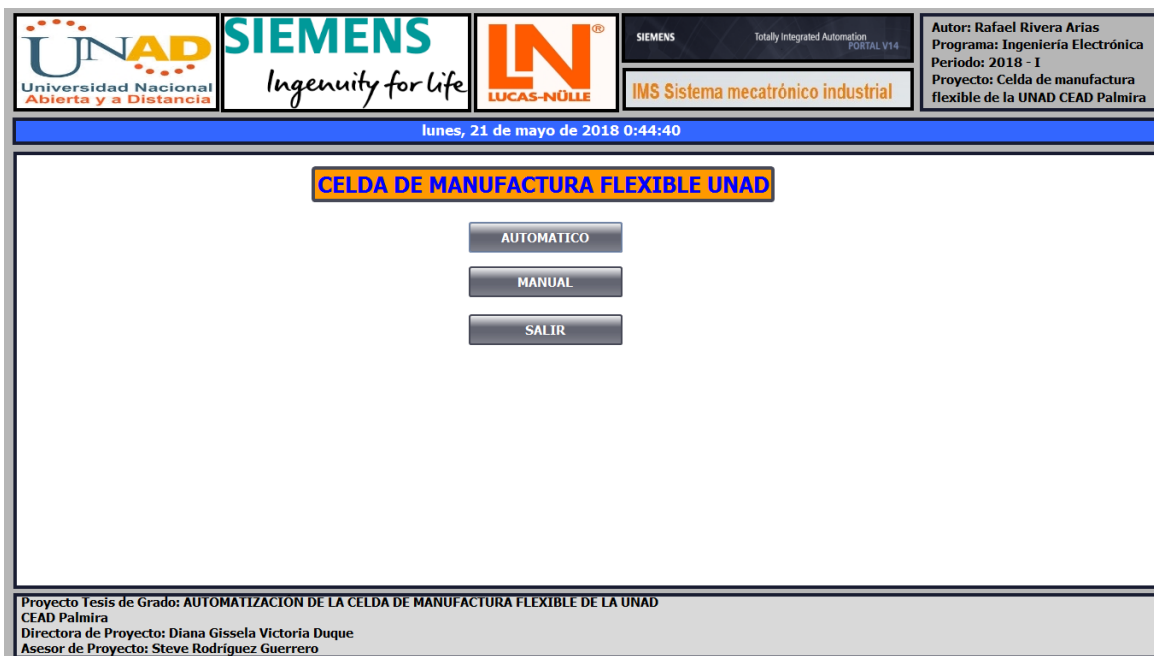 UNAD
Universidad Nacional
Abierta y a Distancia
SIEMENS
Ingenuity for life
LN®
LUCAS-NÜLLE
SIEMENS Totally Integrated Automation
PORTAL V14
IMS Sistema mecatrónico industrial
Autor: Rafael Rivera Arias
Programa: Ingeniería Electrónica
Periodo: 2018 - I
Proyecto: Celda de manufactura
flexible de la UNAD CEAD Palmira
lunes, 21 de mayo de 2018 0:44:40
CELDA DE MANUFACTURA FLEXIBLE UNAD
AUTOMATICO
MANUAL
SALIR
Proyecto Tesis de Grado: AUTOMATIZACION DE LA CELDA DE MANUFACTURA FLEXIBLE DE LA UNAD
CEAD Palmira
Directora de Proyecto: Diana Gissela Victoria Duque
Asesor de Proyecto: Steve Rodríguez Guerrero